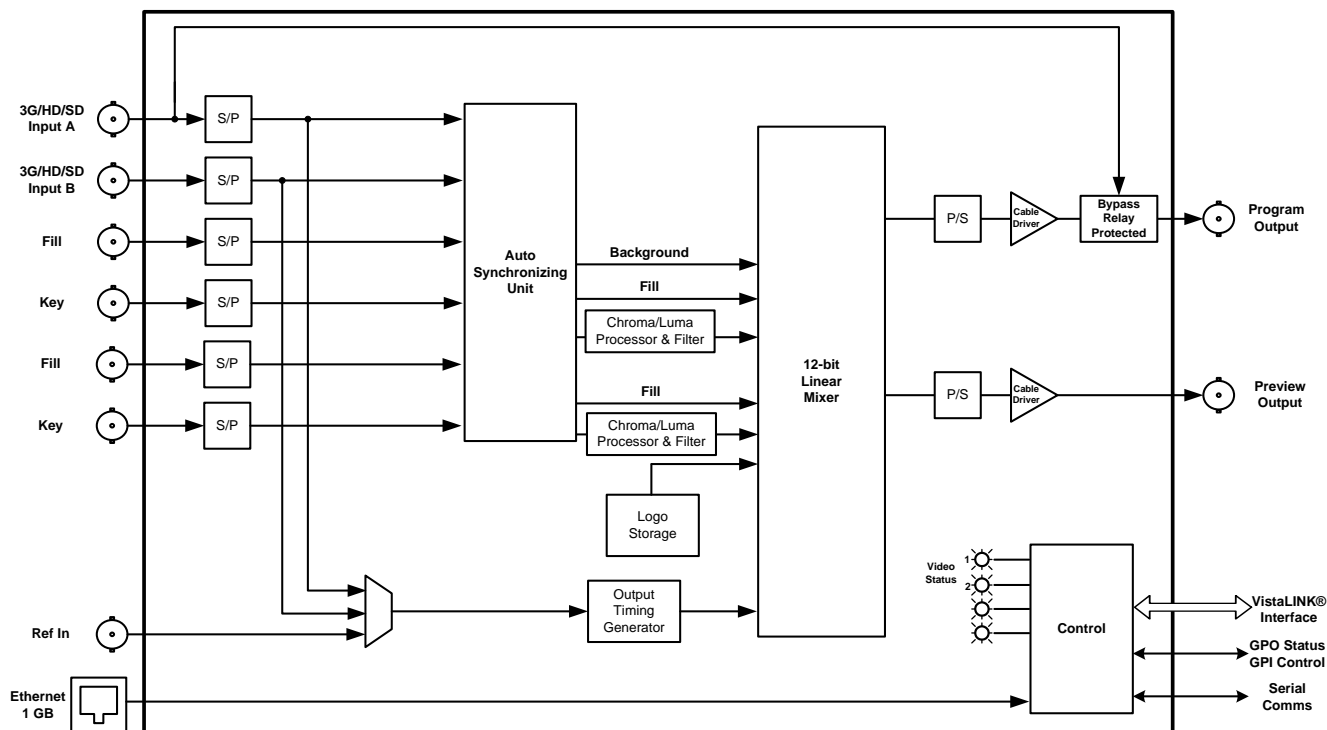 3G/HD/SD
Input A
S/P
3G/HD/SD
Input B
S/P
Fill
S/P
Key
S/P
Fill
S/P
Key
S/P
Auto
Synchronizing
Unit
Background
Fill
Chroma/Luma
Processor & Filter
Fill
Chroma/Luma
Processor & Filter
Logo
Storage
Output
Timing
Generator
12-bit
Linear
Mixer
P/S
Cable
Driver
Bypass
Relay
Protected
Program
Output
P/S
Cable
Driver
Preview
Output
Ref In
Ethernet
1 GB
Video
Status
1
2
Control
VistaLINK®
Interface
GPO Status
GPI Control
Serial
Comms